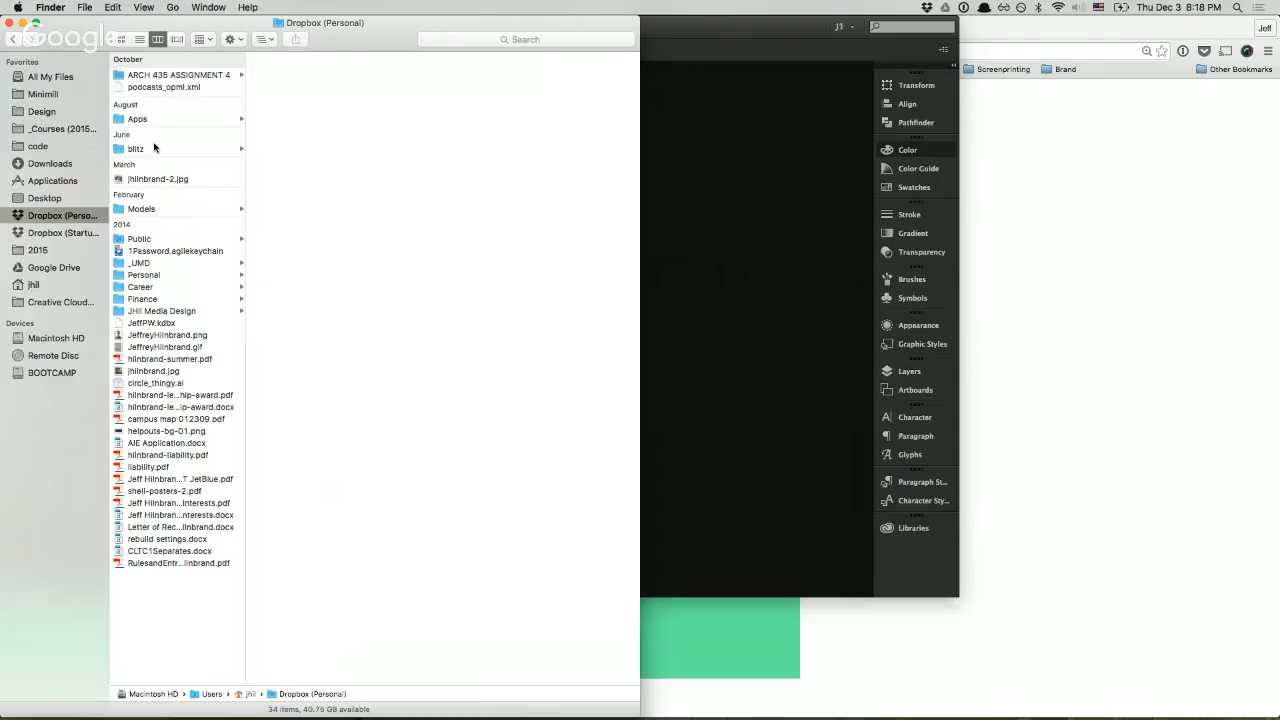 Finder File Edit View Go Window Help
Thu Dec 3 8:18 PM
Dropbox (Personal)
J1
Jeff
Search
Screenprinting
Brand
Other Bookmarks
Favorites
All My Files
Minimill
Design
_Courses (2015...
code
Downloads
Applications
Desktop
Dropbox (Perso...
Dropbox (Startu...
2015
Google Drive
jhil
Creative Cloud...
Devices
Macintosh HD
Remote Disc
BOOTCAMP
October
ARCH 435 ASSIGNMENT 4
podcasts_opml.xml
August
Apps
June
blitz
March
jhilnbrand-2.jpg
February
Models
2014
Public
1Password.agilekeychain
_UMD
Personal
Career
Finance
JHil Media Design
JeffPW.kdbx
JeffreyHilnbrand.png
JeffreyHilnbrand.gif
hilnbrand-summer.pdf
jhilnbrand.jpg
circle_thingy.ai
hilnbrand-le...hip-award.pdf
hilnbrand-le...ip-award.docx
campus map 012309.pdf
helpouts-bg-01.png
AIE Application.docx
hilnbrand-liability.pdf
liability.pdf
Jeff Hilnbran...T JetBlue.pdf
shell-posters-2.pdf
Jeff Hilnbran...Interests.pdf
Jeff Hilnbran...nterests.docx
Letter of Rec...lnbrand.docx
rebuild settings.docx
CLTC1Separates.docx
RulesandEntr...ilnbrand.pdf
Transform
Align
Pathfinder
Color
Color Guide
Swatches
Stroke
Gradient
Transparency
Brushes
Symbols
Appearance
Graphic Styles
Layers
Artboards
Character
Paragraph
Glyphs
Paragraph St...
Character Sty...
Libraries
Macintosh HD Users jhil Dropbox (Personal)
34 items, 40.75 GB available